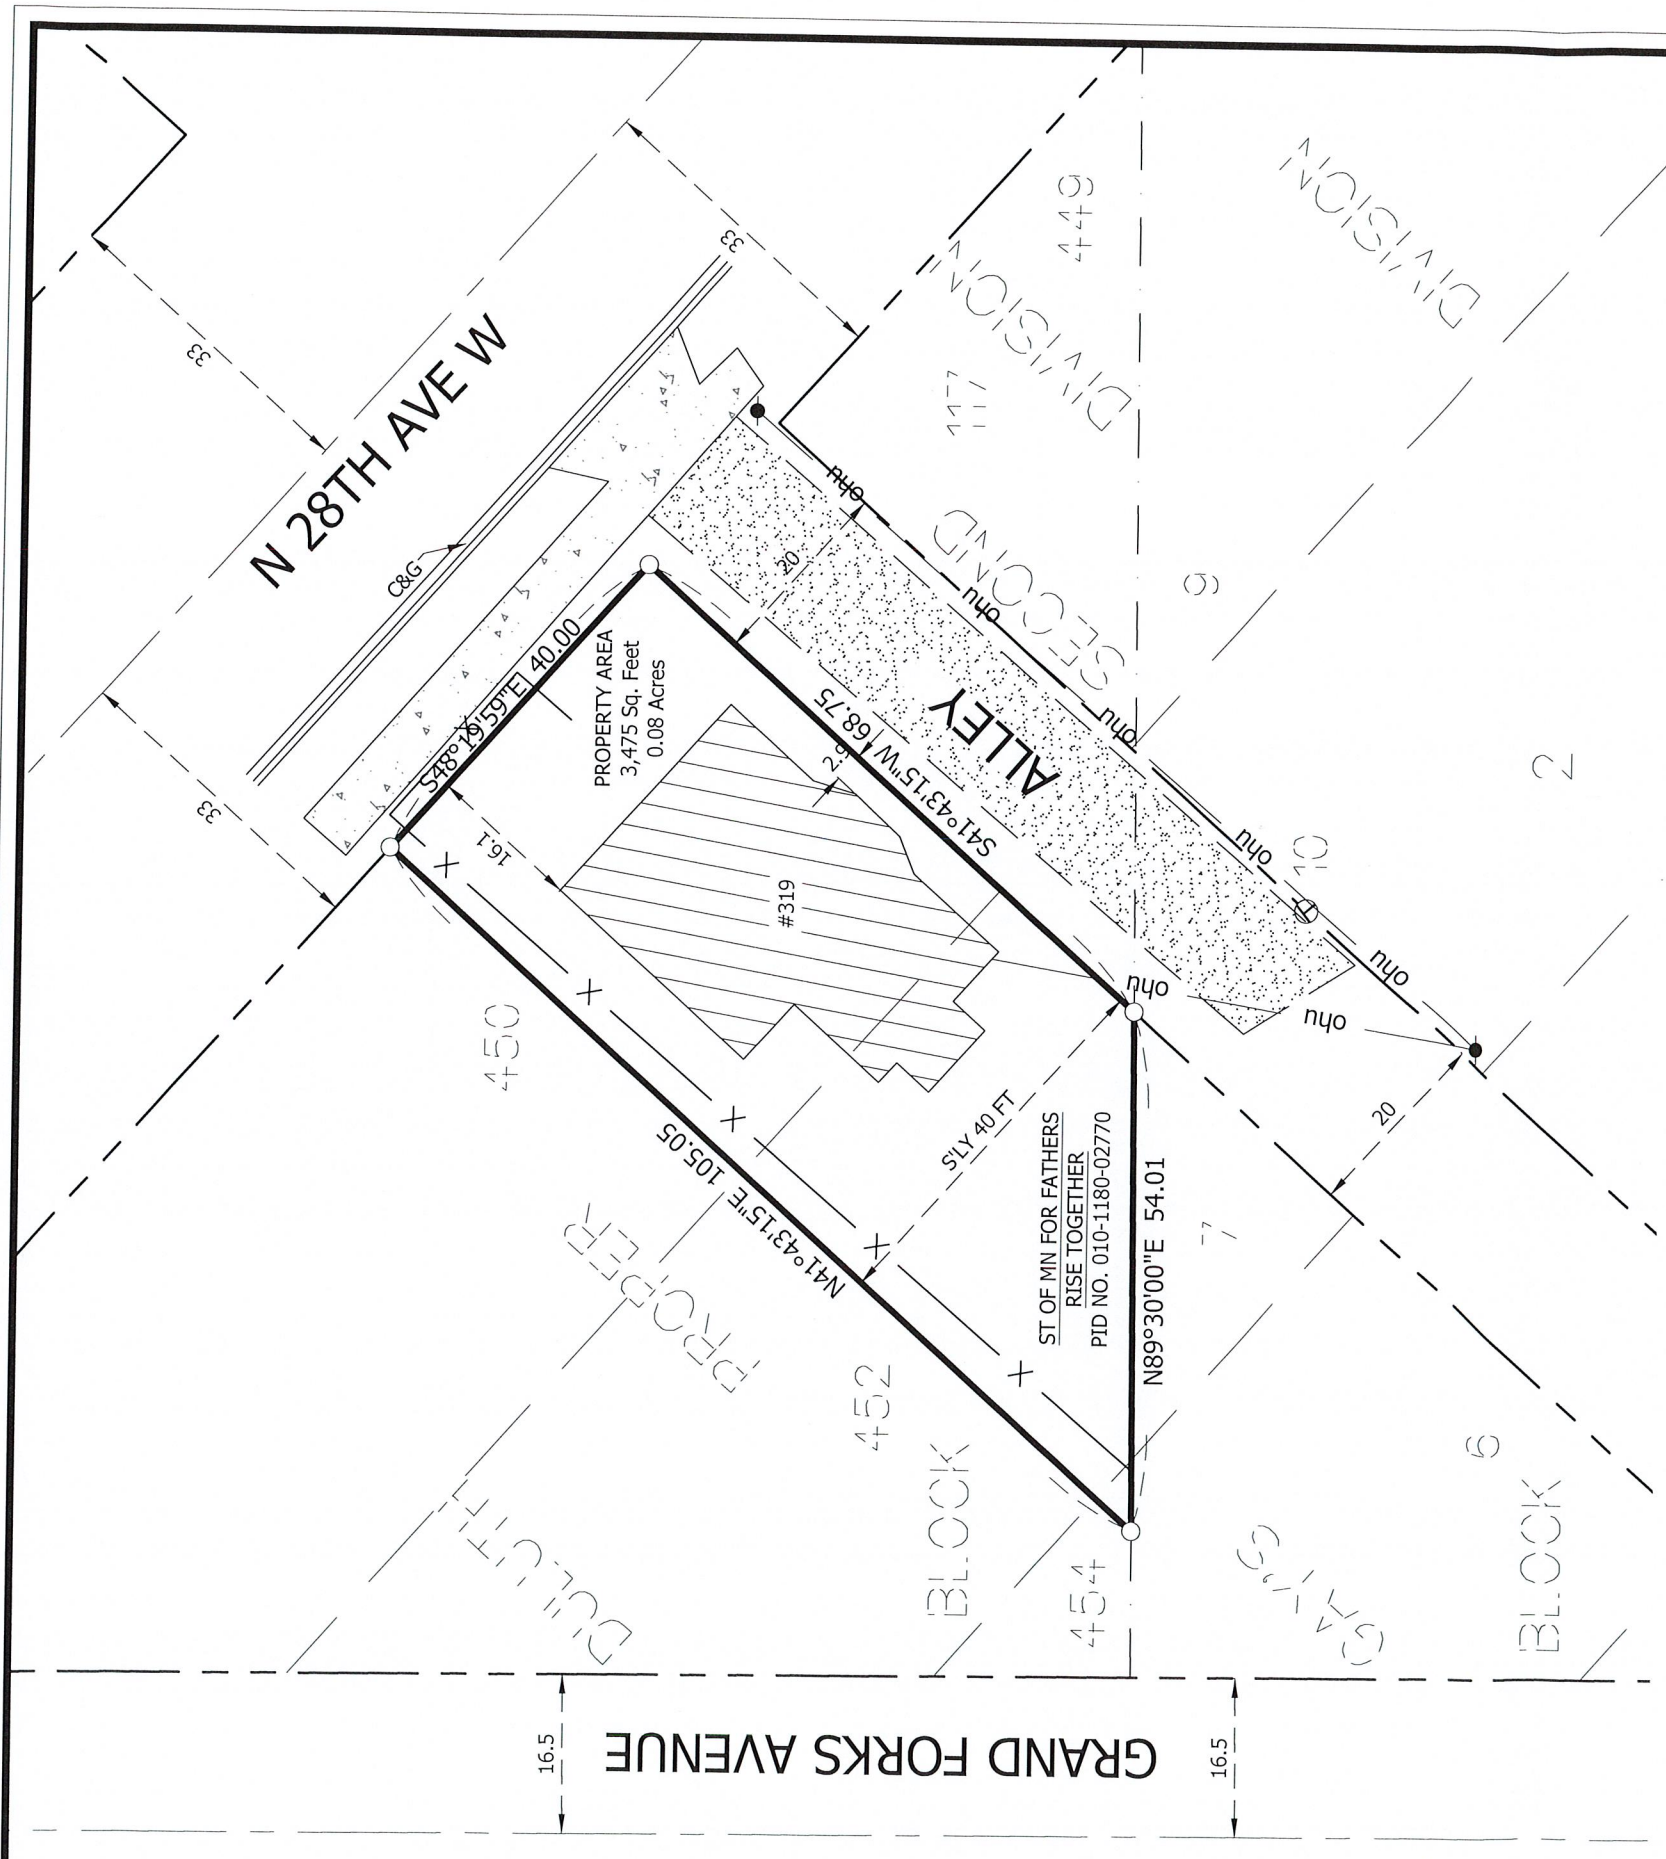 N 28TH AVE W
33
33
33
C&G
S48°19'59"E 40.00
PROPERTY AREA
3,475 Sq. Feet
0.08 Acres
16.1
#319
2.9
S41°43'15"W 68.75
20
ALLEY
ohu
ohu
ohu
ohu
ohu
ohu
ohu
T
449
117
DIVISION
DIVISION
SECOND
9
10
2
450
X
X
X
X
X
X
N41°43'15"E 105.05
S'LY 40 FT
ST OF MN FOR FATHERS
RISE TOGETHER
PID NO. 010-1180-02770
N89°30'00"E 54.01
20
7
6
DULUTH
PROPER
452
BLOCK
454
GAY'S
BLOCK
16.5
GRAND FORKS AVENUE
16.5